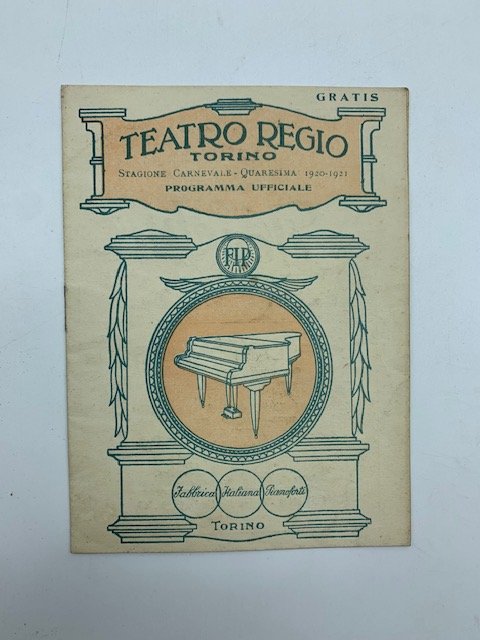 GRATIS
TEATRO REGIO
TORINO
STAGIONE CARNEVALE - QUARESIMA 1920-1921
PROGRAMMA UFFICIALE
FIP
Fabbrica Italiana Pianoforti
TORINO